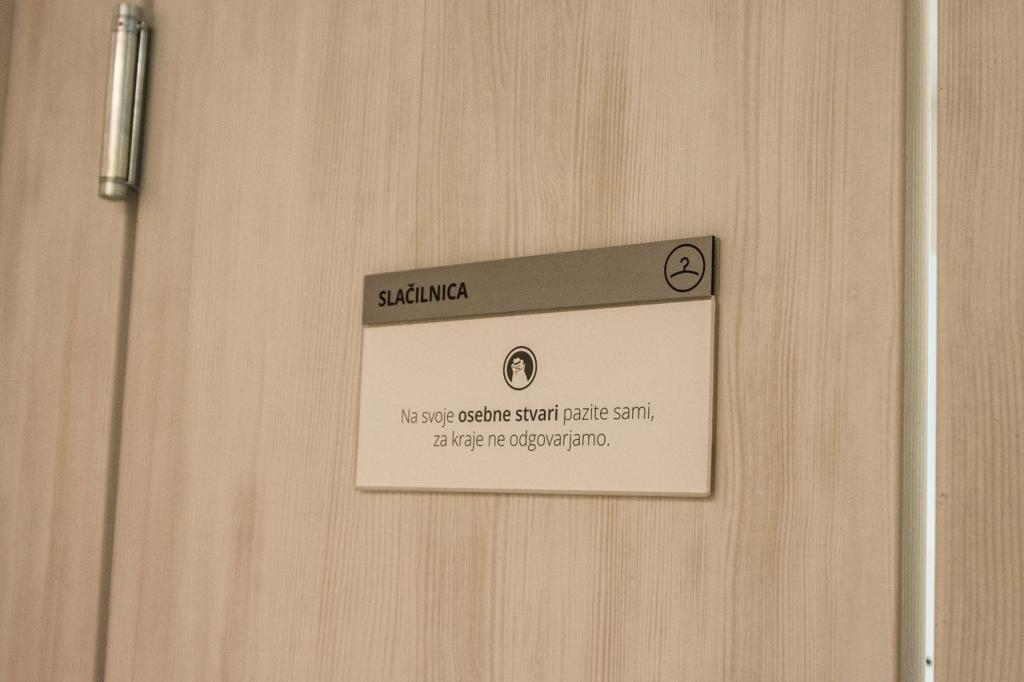 SLAČILNICA
Na svoje osebne stvari pazite sami,
za kraje ne odgovarjamo.